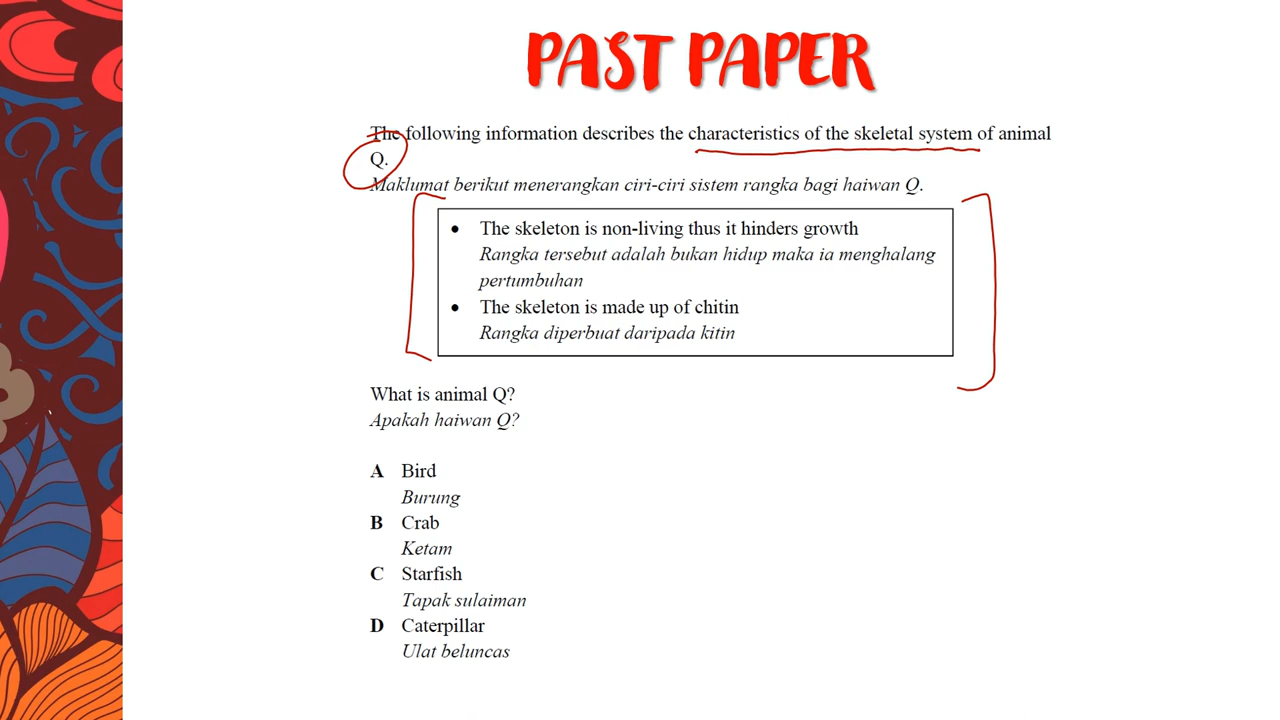 PAST PAPER
The following information describes the characteristics of the skeletal system of animal
Q.
Maklumat berikut menerangkan ciri-ciri sistem rangka bagi haiwan Q.
• The skeleton is non-living thus it hinders growth
Rangka tersebut adalah bukan hidup maka ia menghalang
pertumbuhan
• The skeleton is made up of chitin
Rangka diperbuat daripada kitin
What is animal Q?
Apakah haiwan Q?
A Bird
Burung
B Crab
Ketam
C Starfish
Tapak sulaiman
D Caterpillar
Ulat beluncas